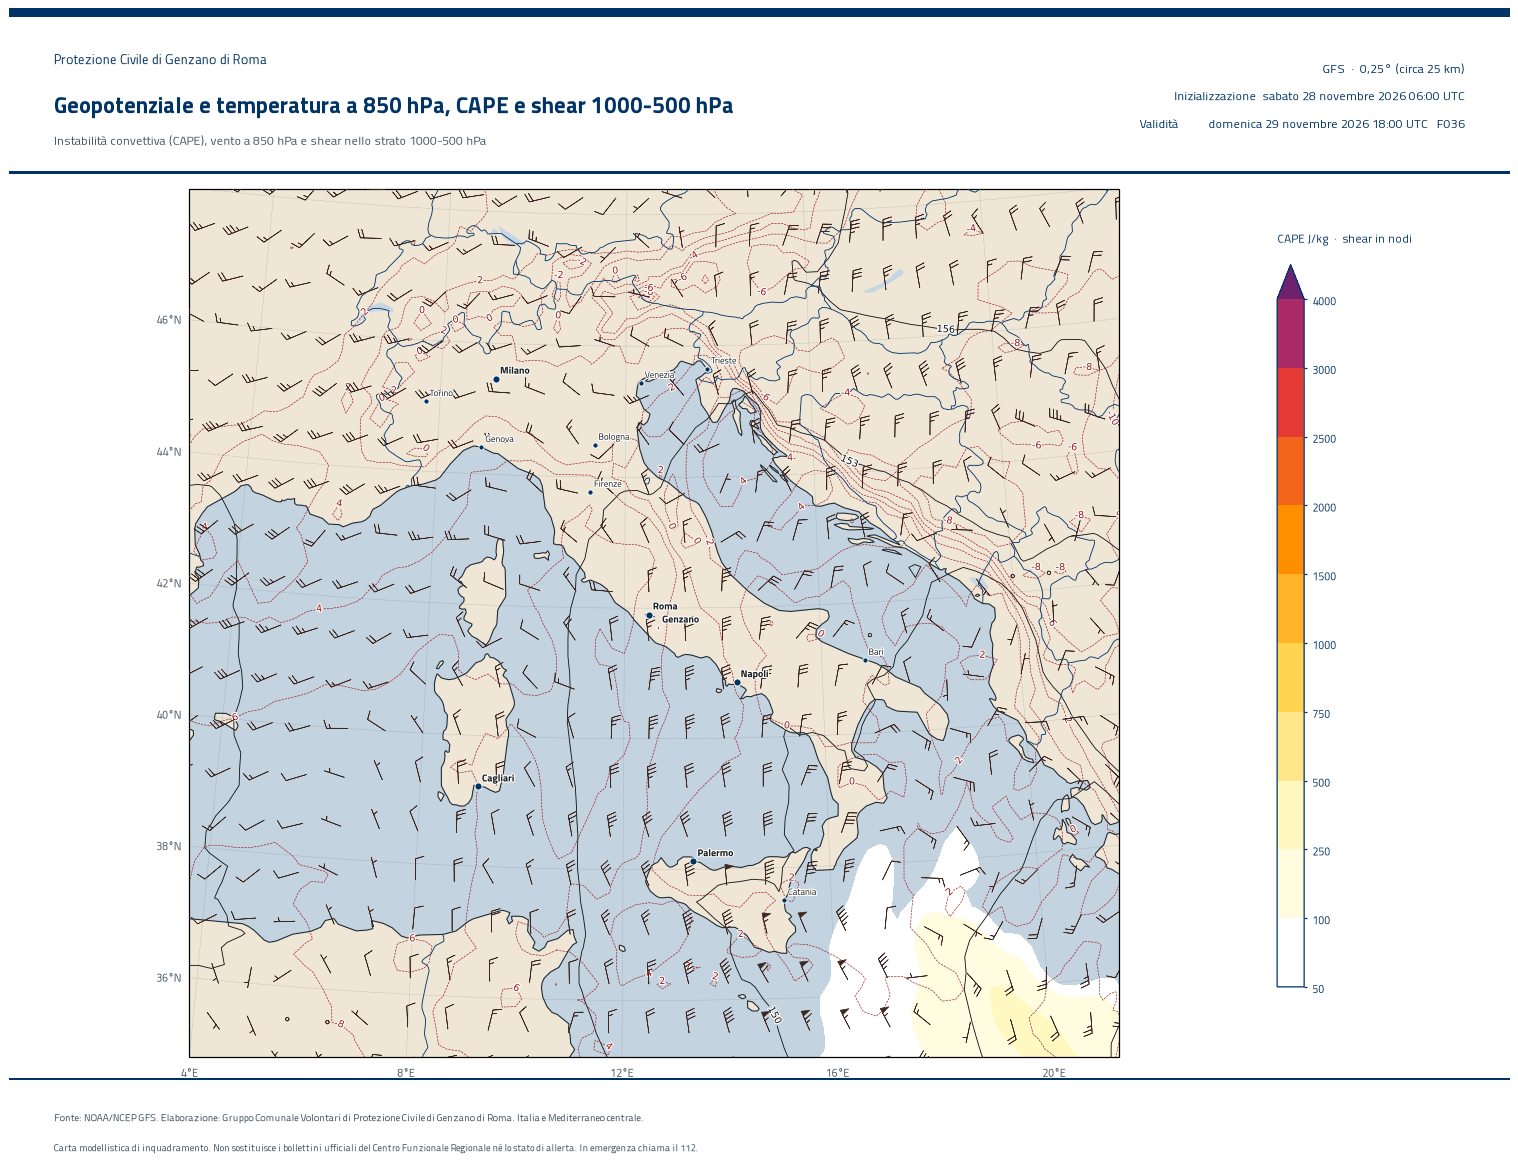 Protezione Civile di Genzano di Roma
Geopotenziale e temperatura a 850 hPa, CAPE e shear 1000-500 hPa
Instabilità convettiva (CAPE), vento a 850 hPa e shear nello strato 1000-500 hPa
GFS · 0,25° (circa 25 km)
Inizializzazione sabato 28 novembre 2026 06:00 UTC
Validità domenica 29 novembre 2026 18:00 UTC F036
CAPE J/kg · shear in nodi
4000
3000
2500
2000
1500
1000
750
500
250
100
50
46°N
44°N
42°N
40°N
38°N
36°N
4°E
8°E
12°E
16°E
20°E
Milano
Torino
Venezia
Trieste
Genova
Bologna
Firenze
Roma
Genzano
Napoli
Bari
Cagliari
Palermo
Catania
156
153
150
Fonte: NOAA/NCEP GFS. Elaborazione: Gruppo Comunale Volontari di Protezione Civile di Genzano di Roma. Italia e Mediterraneo centrale.
Carta modellistica di inquadramento. Non sostituisce i bollettini ufficiali del Centro Funzionale Regionale né lo stato di allerta. In emergenza chiama il 112.